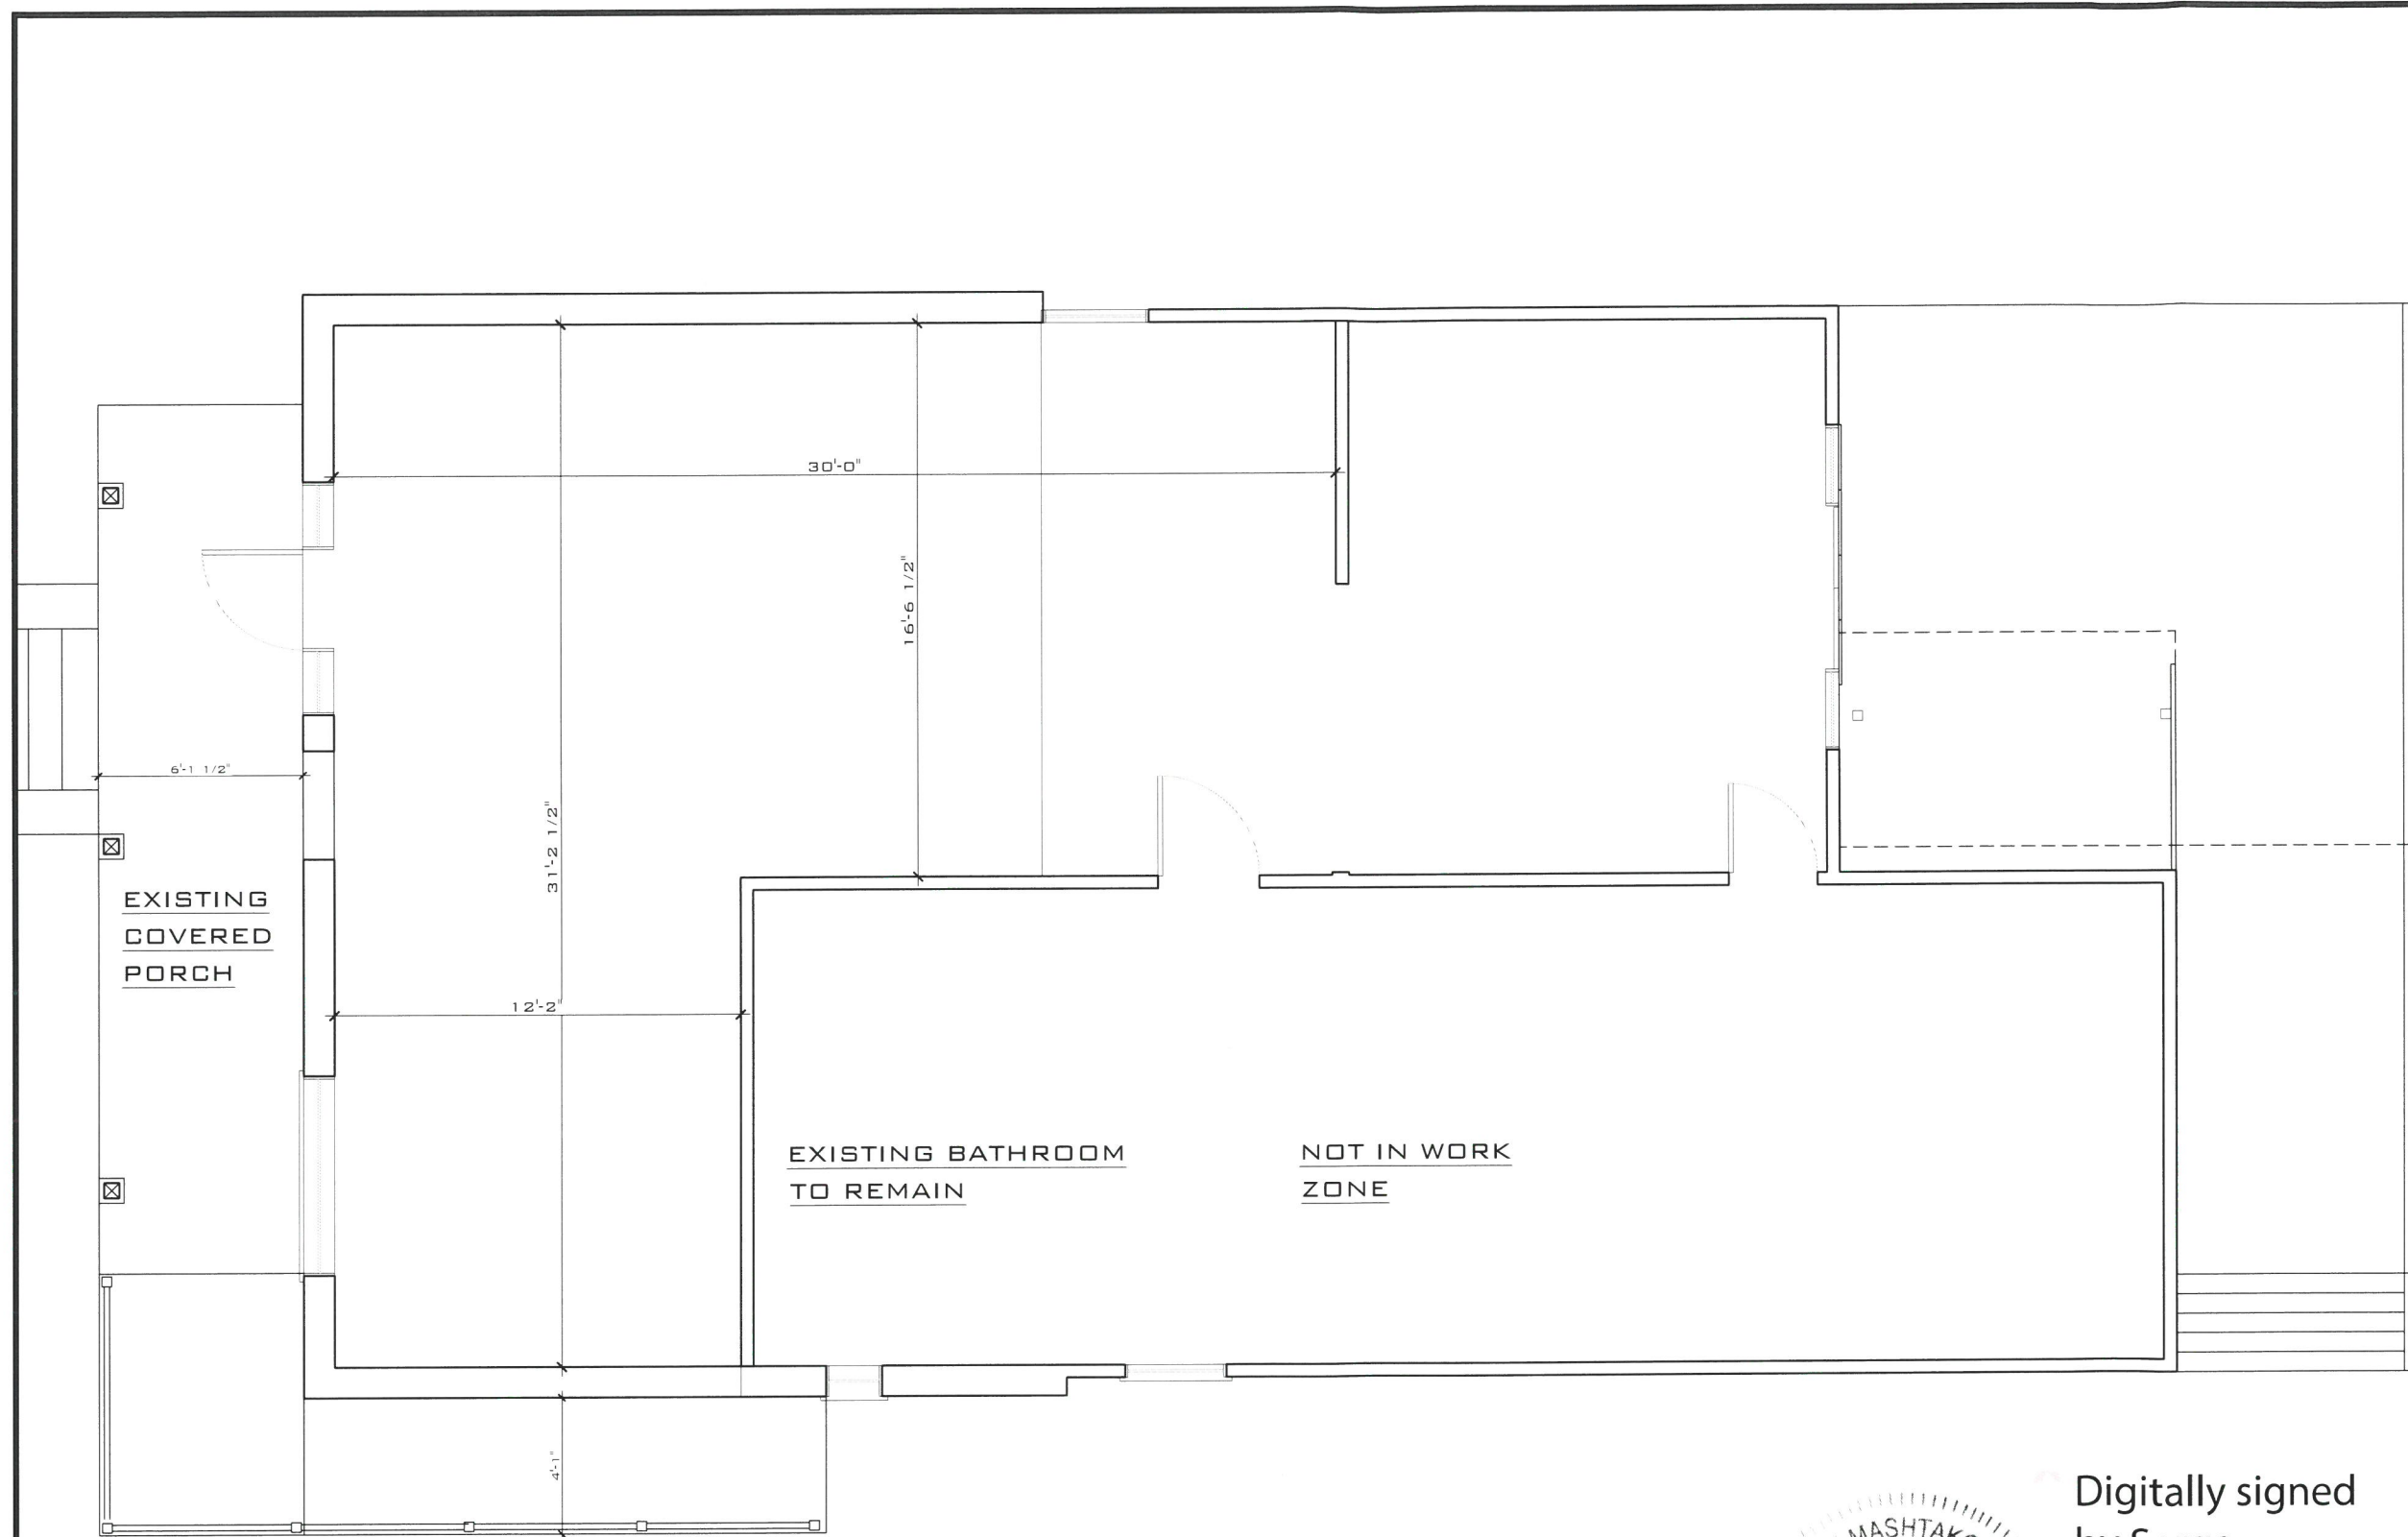 30'-0"
16'-6 1/2"
6'-1 1/2"
31'-2 1/2"
EXISTING
COVERED
PORCH
12'-2"
EXISTING BATHROOM
TO REMAIN
NOT IN WORK
ZONE
4'-1"
Digitally signed